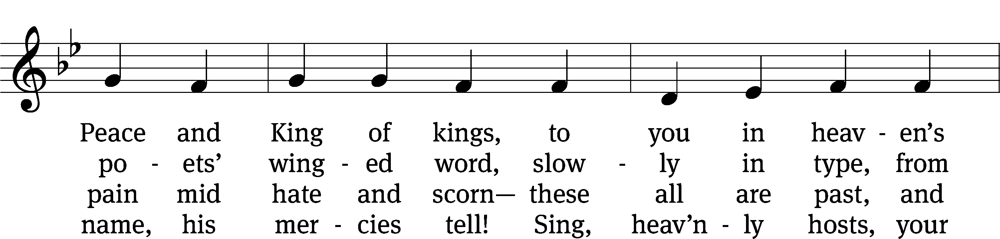 Peace and King of kings, to you in heav - en’s
po - ets’ wing - ed word, slow - ly in type, from
pain mid hate and scorn— these all are past, and
name, his mer - cies tell! Sing, heav’n - ly hosts, your